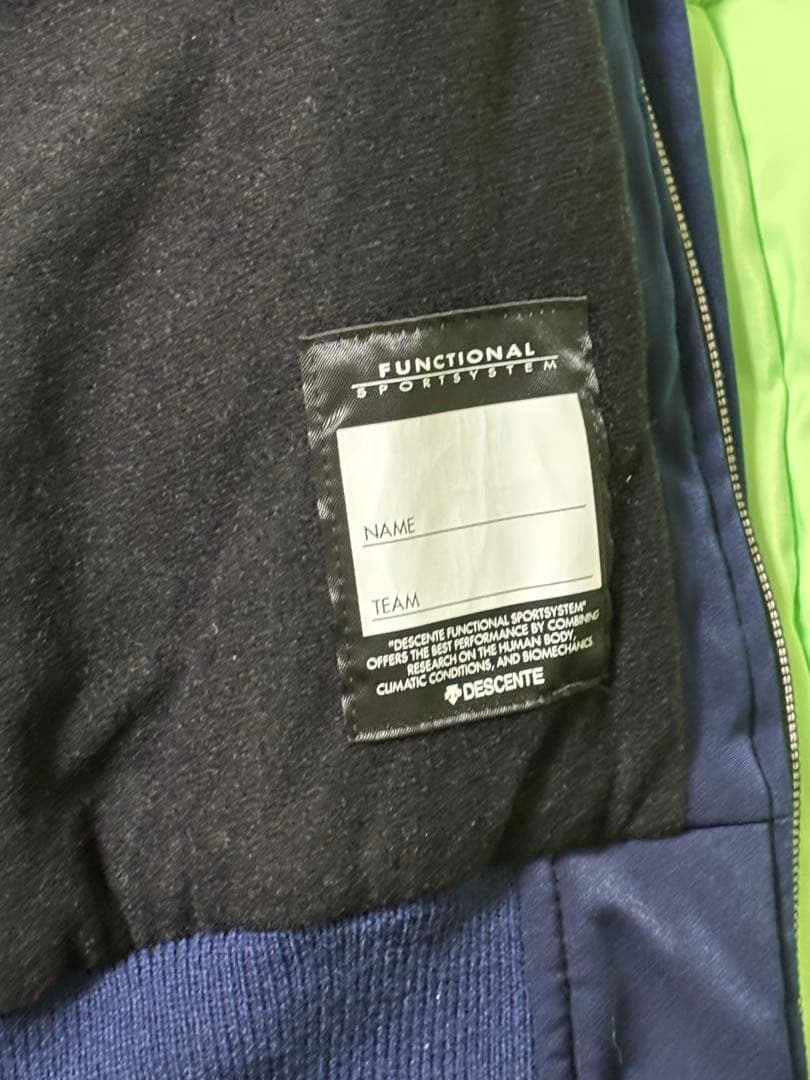 FUNCTIONAL
SPORTSYSTEM
NAME
TEAM
"DESCENTE FUNCTIONAL SPORTSYSTEM"
OFFERS THE BEST PERFORMANCE BY COMBINING
RESEARCH ON THE HUMAN BODY,
CLIMATIC CONDITIONS, AND BIOMECHANICS.
DESCENTE